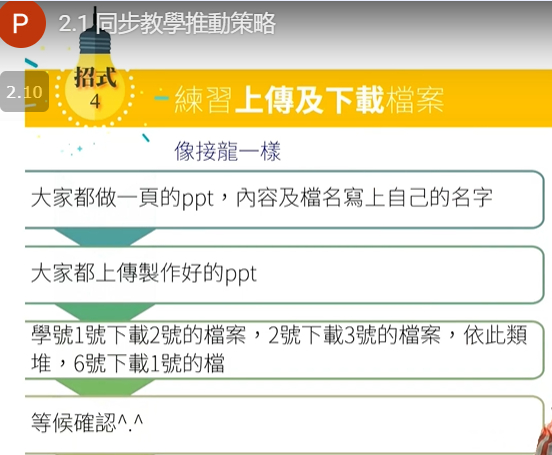 P 2.1 同步教學推動策略
2.10
招式
4
練習上傳及下載檔案
像接龍一樣
大家都做一頁的ppt，內容及檔名寫上自己的名字
大家都上傳製作好的ppt
學號1號下載2號的檔案，2號下載3號的檔案，依此類
堆，6號下載1號的檔
等候確認^.^